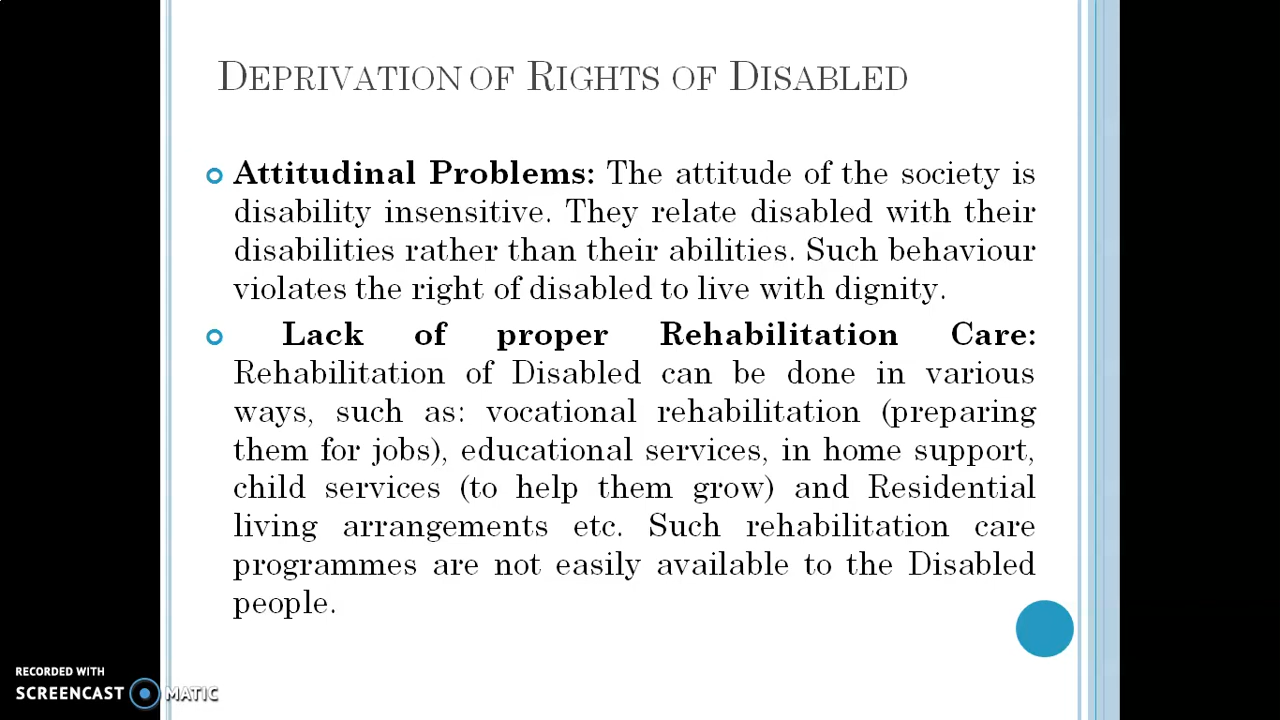 DEPRIVATION OF RIGHTS OF DISABLED
Attitudinal Problems: The attitude of the society is
disability insensitive. They relate disabled with their
disabilities rather than their abilities. Such behaviour
violates the right of disabled to live with dignity.
Lack of proper Rehabilitation Care:
Rehabilitation of Disabled can be done in various
ways, such as: vocational rehabilitation (preparing
them for jobs), educational services, in home support,
child services (to help them grow) and Residential
living arrangements etc. Such rehabilitation care
programmes are not easily available to the Disabled
people.
RECORDED WITH
SCREENCAST MATIC